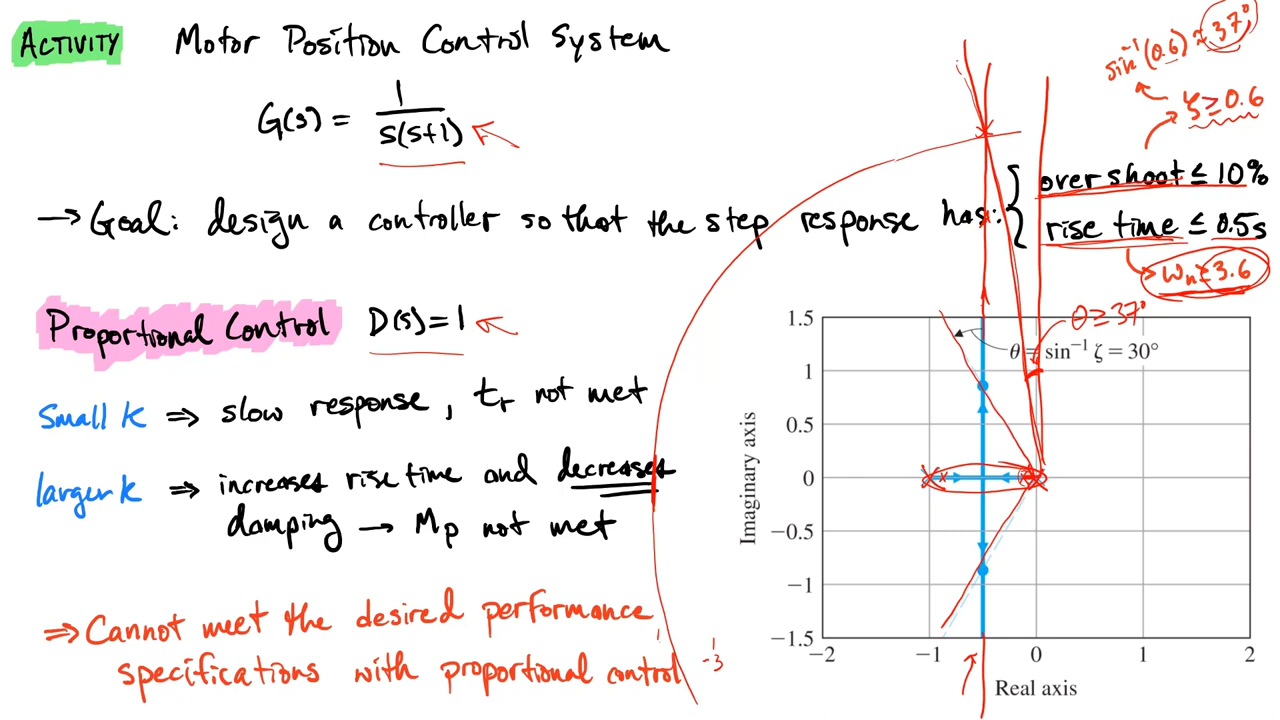 ACTIVITY Motor Position Control System
G(s) = 1 / s(s+1)
→ Goal: design a controller so that the step response has: { overshoot ≤ 10%
rise time ≤ 0.5s
sin⁻¹(0.6) ≈ 37°
ζ ≥ 0.6
ωn ≥ 3.6
Proportional Control D(s) = 1
small k ⇒ slow response, tr not met
larger k ⇒ increases rise time and decreases
damping → Mp not met
⇒ Cannot meet the desired performance
specifications with proportional control
-3
θ ≥ 37°
θ = sin⁻¹ ζ = 30°
Imaginary axis
1.5
1
0.5
0
−0.5
−1
−1.5
−2 −1 0 1 2
Real axis